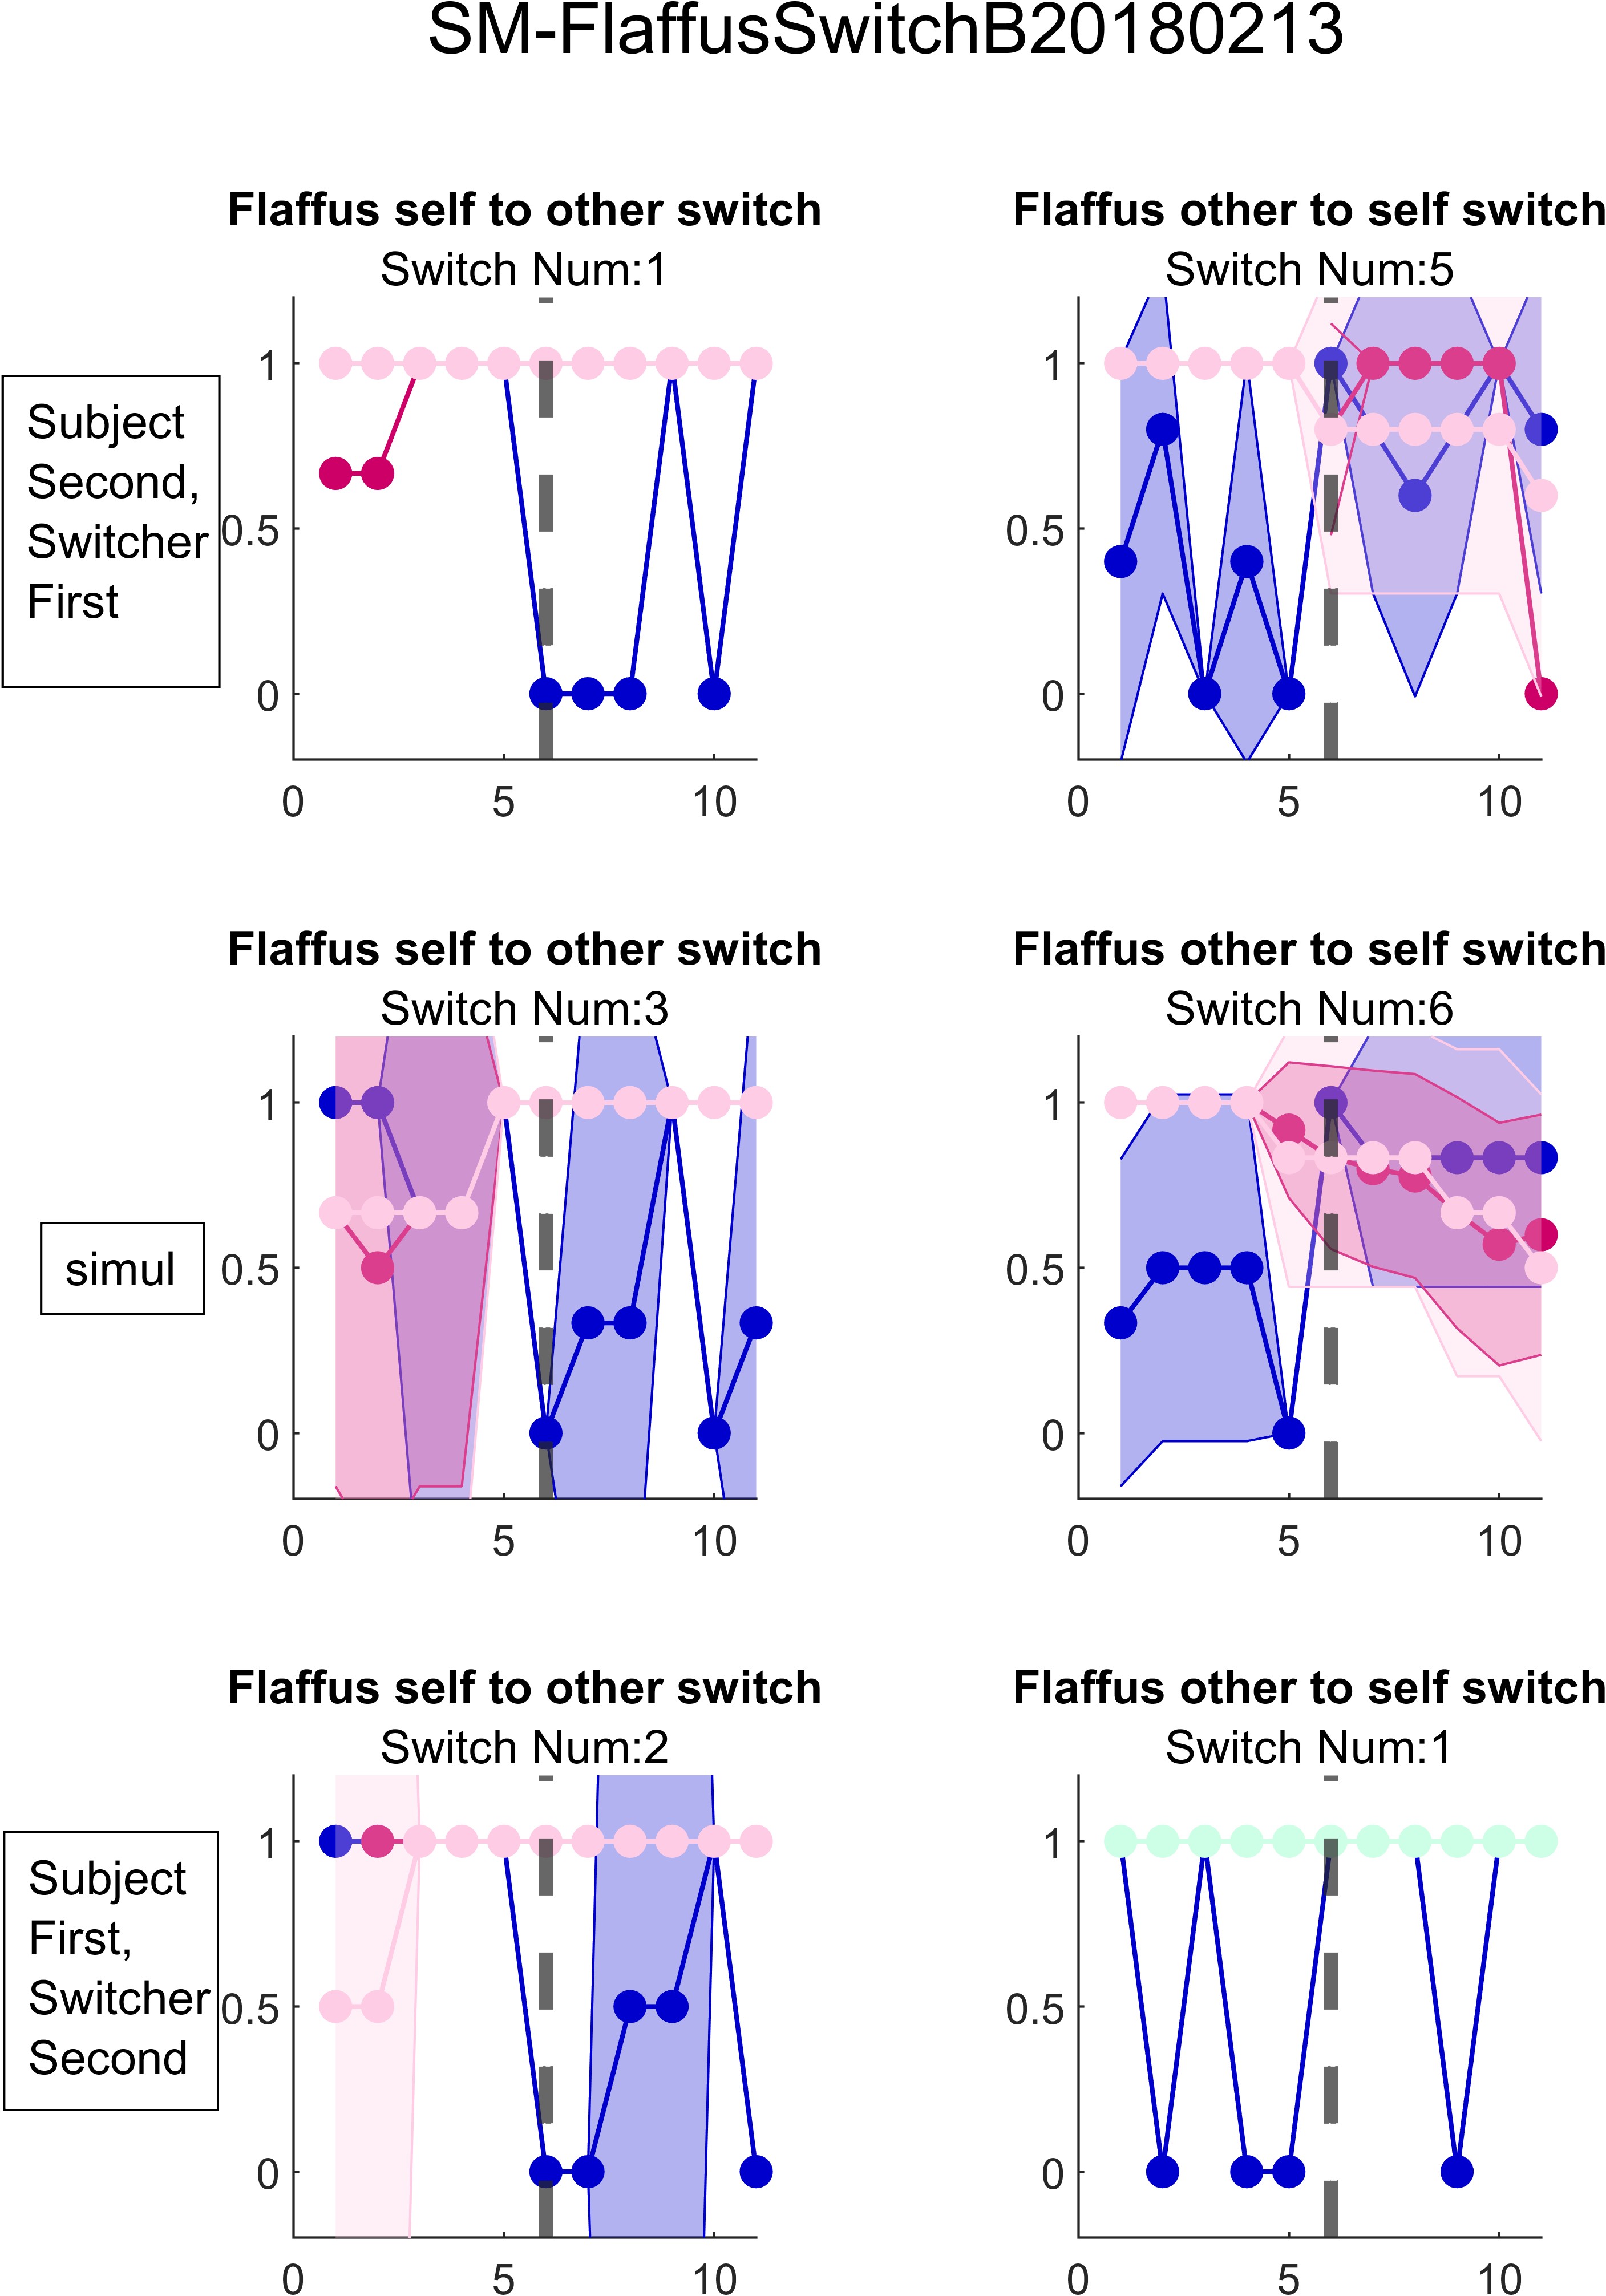 SM-FlaffusSwitchB20180213
Flaffus self to other switch
Switch Num:1
Flaffus other to self switch
Switch Num:5
Subject
Second,
Switcher
First
1
0.5
0
0
5
10
1
0.5
0
0
5
10
Flaffus self to other switch
Switch Num:3
Flaffus other to self switch
Switch Num:6
simul
1
0.5
0
0
5
10
1
0.5
0
0
5
10
Flaffus self to other switch
Switch Num:2
Flaffus other to self switch
Switch Num:1
Subject
First,
Switcher
Second
1
0.5
0
0
5
10
1
0.5
0
0
5
10